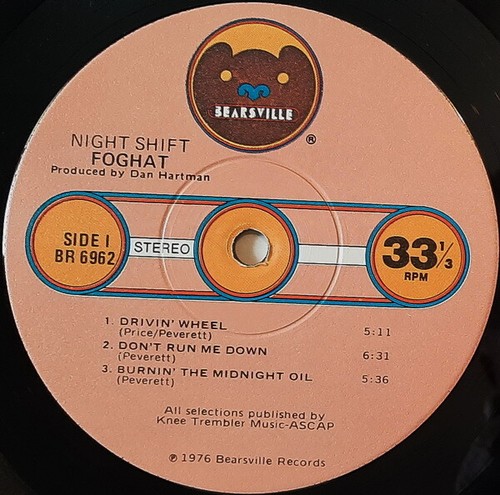 BEARSVILLE
®
NIGHT SHIFT
FOGHAT
Produced by Dan Hartman
SIDE I
BR 6962
STEREO
33 1/3
RPM
1. DRIVIN' WHEEL 5:11
(Price/Peverett)
2. DON'T RUN ME DOWN 6:31
(Peverett)
3. BURNIN' THE MIDNIGHT OIL 5:36
(Peverett)
All selections published by
Knee Trembler Music-ASCAP
℗ 1976 Bearsville Records